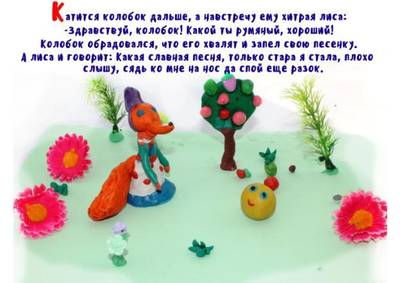 Катится колобок дальше, а навстречу ему хитрая лиса:
-Здравствуй, колобок! Какой ты румяный, хороший!
Колобок обрадовался, что его хвалят и запел свою песенку.
А лиса и говорит: Какая славная песня, только стара я стала, плохо
слышу, сядь ко мне на нос да спой еще разок.